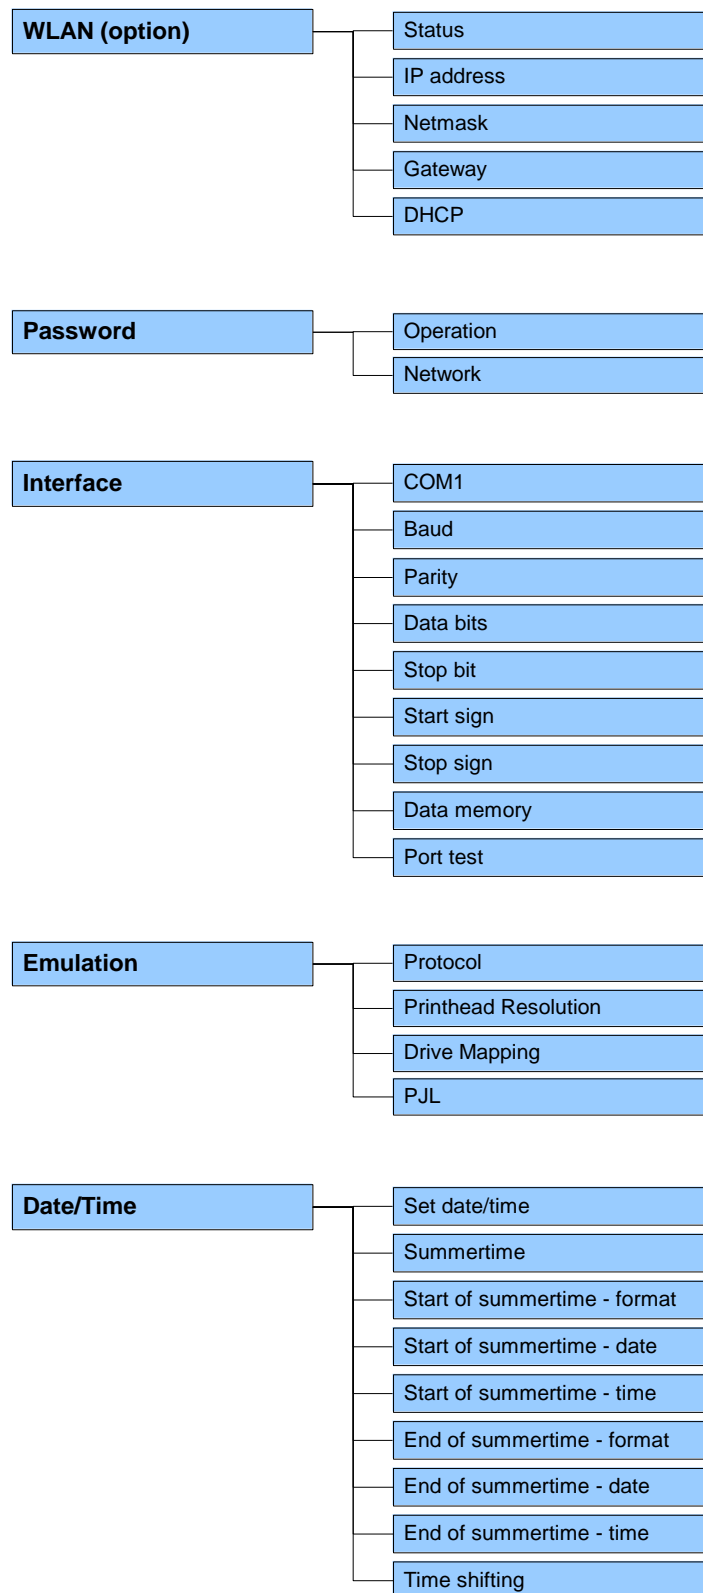 WLAN (option)
Status
IP address
Netmask
Gateway
DHCP
Password
Operation
Network
Interface
COM1
Baud
Parity
Data bits
Stop bit
Start sign
Stop sign
Data memory
Port test
Emulation
Protocol
Printhead Resolution
Drive Mapping
PJL
Date/Time
Set date/time
Summertime
Start of summertime - format
Start of summertime - date
Start of summertime - time
End of summertime - format
End of summertime - date
End of summertime - time
Time shifting